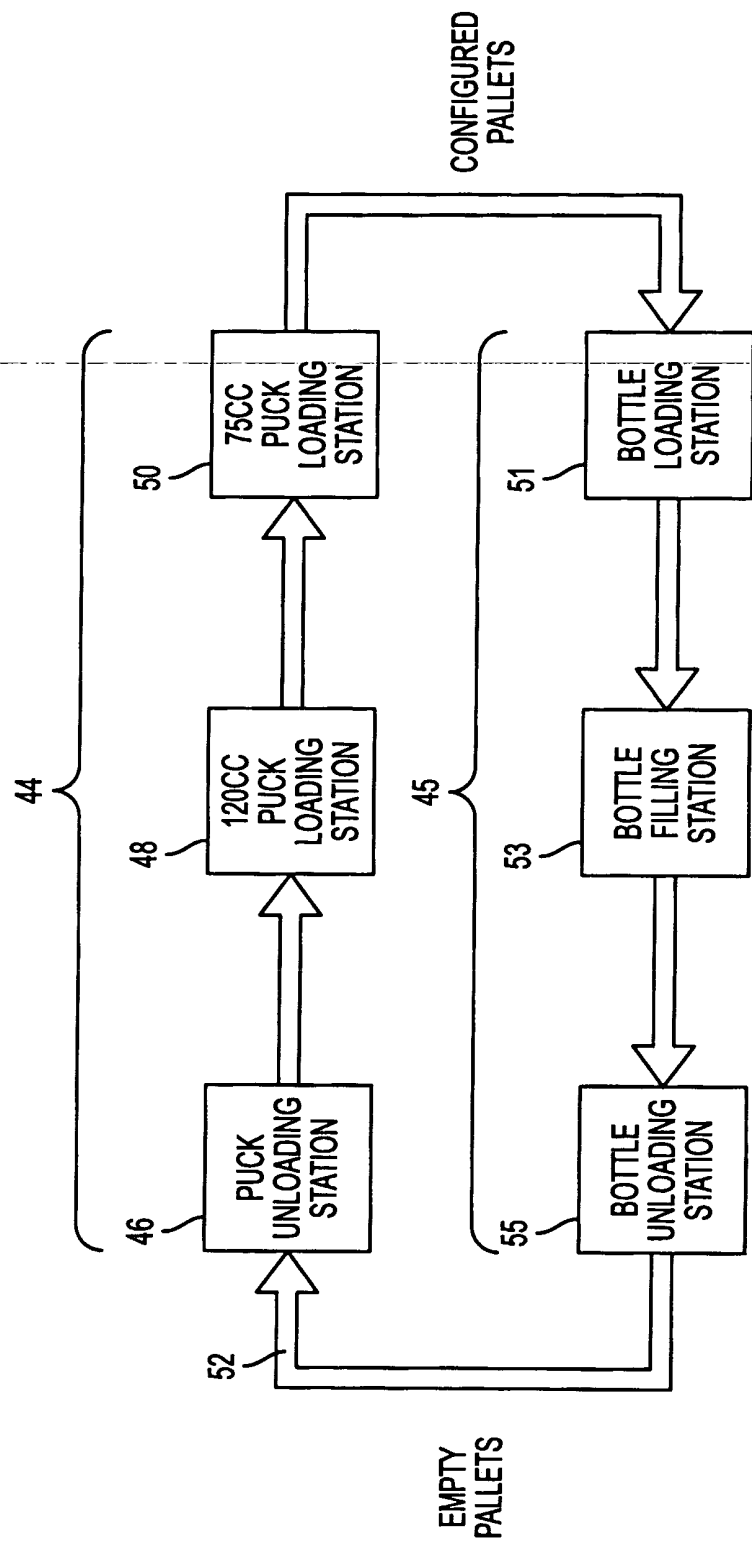 44
46
PUCK
UNLOADING
STATION
48
120CC
PUCK
LOADING
STATION
50
75CC
PUCK
LOADING
STATION
52
EMPTY
PALLETS
CONFIGURED
PALLETS
45
55
BOTTLE
UNLOADING
STATION
53
BOTTLE
FILLING
STATION
51
BOTTLE
LOADING
STATION